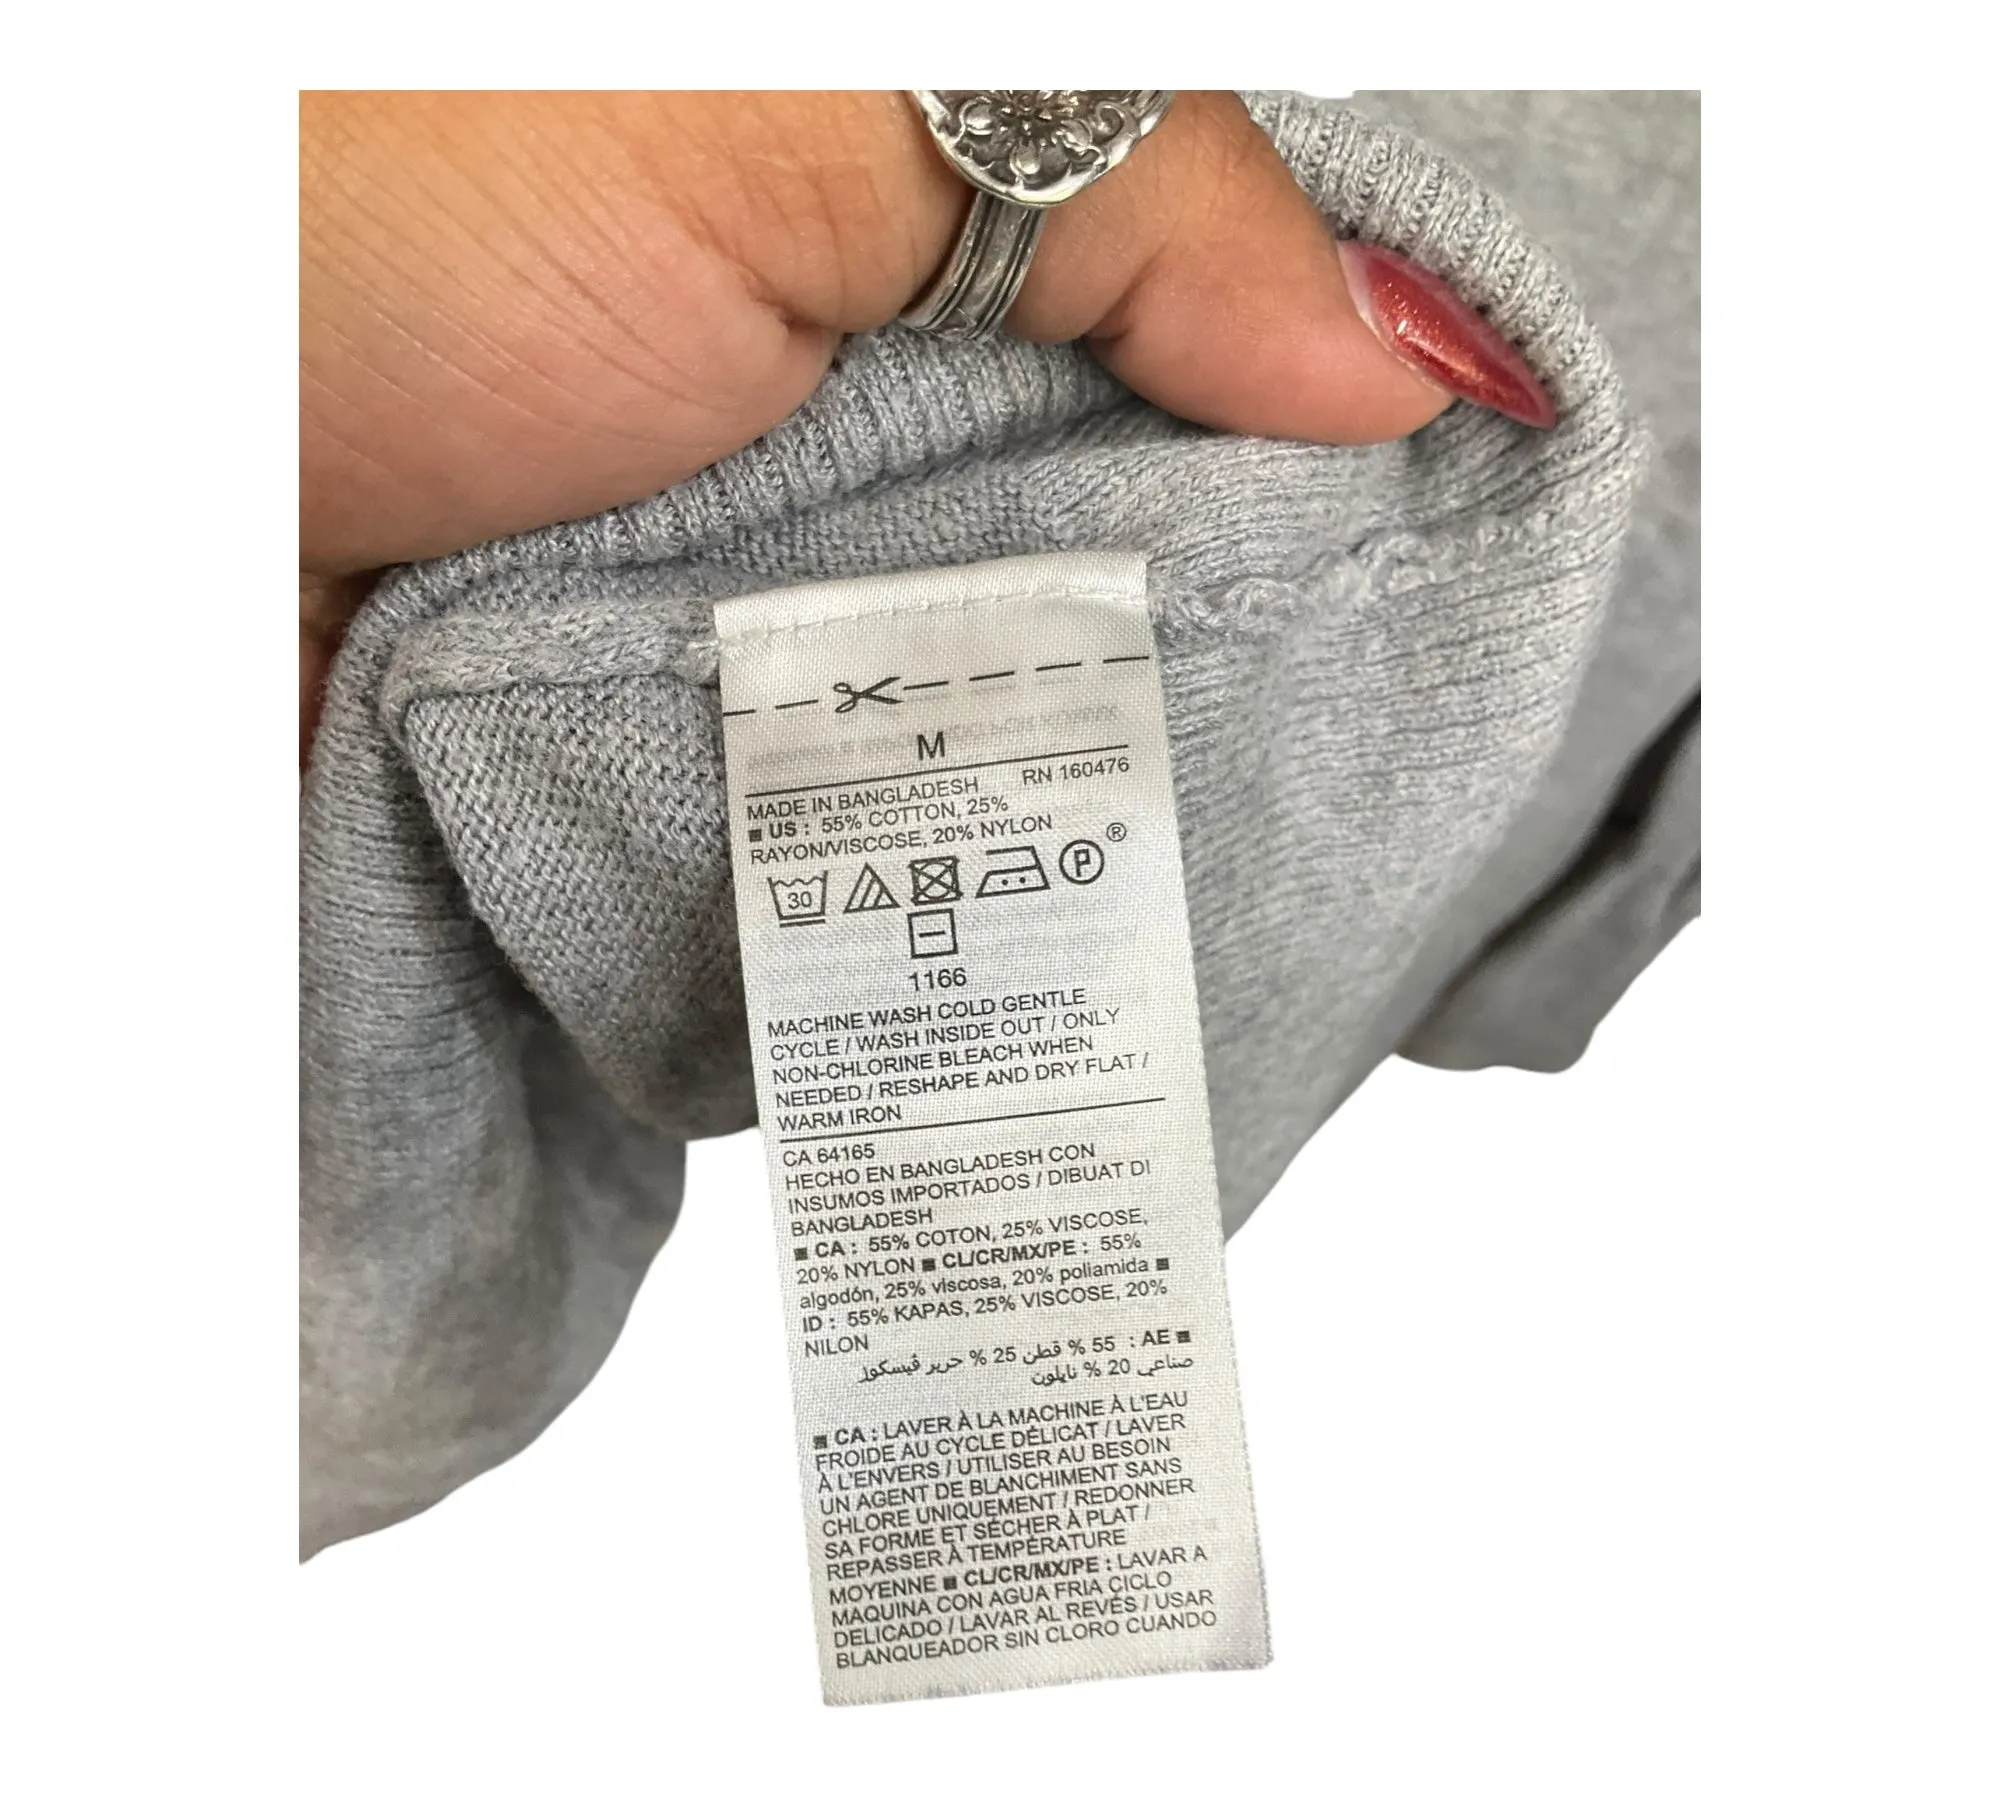 M
RN 160476
MADE IN BANGLADESH
■ US : 55% COTTON, 25%
RAYON/VISCOSE, 20% NYLON
30 P ®
1166
MACHINE WASH COLD GENTLE
CYCLE / WASH INSIDE OUT / ONLY
NON-CHLORINE BLEACH WHEN
NEEDED / RESHAPE AND DRY FLAT /
WARM IRON
CA 64165
HECHO EN BANGLADESH CON
INSUMOS IMPORTADOS / DIBUAT DI
BANGLADESH
■ CA : 55% COTON, 25% VISCOSE,
20% NYLON ■ CL/CR/MX/PE : 55%
algodón, 25% viscosa, 20% poliamida ■
ID : 55% KAPAS, 25% VISCOSE, 20%
NILON
■ AE : 55 % قطن 25 % حرير ڤيسكوز
صناعي 20 % نايلون
■ CA : LAVER À LA MACHINE À L'EAU
FROIDE AU CYCLE DÉLICAT / LAVER
À L'ENVERS / UTILISER AU BESOIN
UN AGENT DE BLANCHIMENT SANS
CHLORE UNIQUEMENT / REDONNER
SA FORME ET SÉCHER À PLAT /
REPASSER À TEMPÉRATURE
MOYENNE ■ CL/CR/MX/PE : LAVAR A
MAQUINA CON AGUA FRIA CICLO
DELICADO / LAVAR AL REVÉS / USAR
BLANQUEADOR SIN CLORO CUANDO